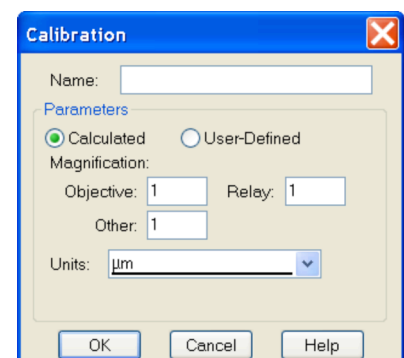 Calibration
Name:
Parameters
Calculated User-Defined
Magnification:
Objective: 1 Relay: 1
Other: 1
Units: µm
OK Cancel Help